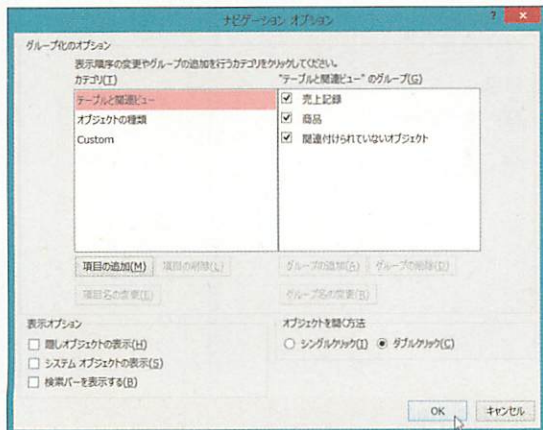 ナビゲーション オプション
?
×
グループ化のオプション
表示順序の変更やグループの追加を行うカテゴリをクリックしてください。
カテゴリ(T)
"テーブルと関連ビュー" のグループ(G)
テーブルと関連ビュー
オブジェクトの種類
Custom
売上記録
商品
関連付けられていないオブジェクト
項目の追加(M)
項目の削除(L)
グループの追加(A)
グループの削除(D)
項目名の変更(E)
グループ名の変更(R)
表示オプション
隠しオブジェクトの表示(H)
システム オブジェクトの表示(S)
検索バーを表示する(B)
オブジェクトを開く方法
シングルクリック(I)
ダブルクリック(C)
OK
キャンセル